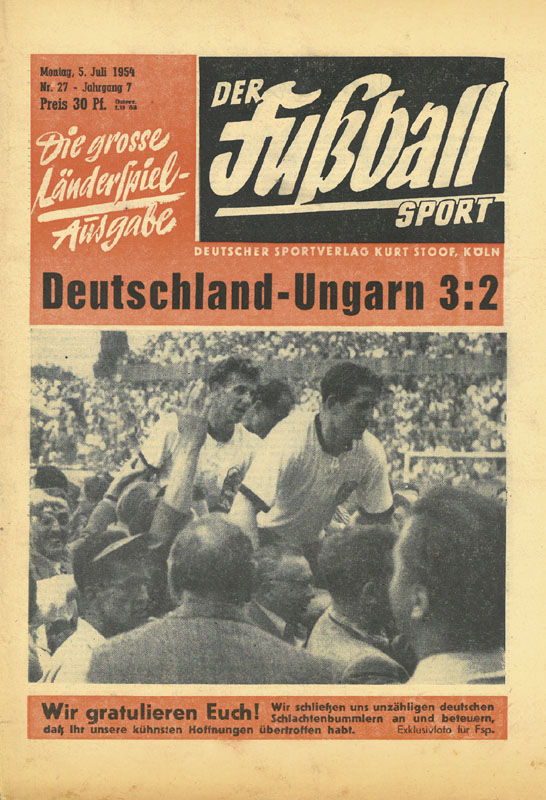 Montag, 5. Juli 1954
Nr. 27 - Jahrgang 7
Preis 30 Pf.
Die grosse
Länderspiel-
Ausgabe
DER
Fußball
SPORT
DEUTSCHER SPORTVERLAG KURT STOOF, KÖLN
Deutschland-Ungarn 3:2
Wir gratulieren Euch! Wir schließen uns unzähligen deutschen
Schlachtenbummlern an und beteuern,
daß Ihr unsere kühnsten Hoffnungen übertroffen habt. Exklusivfoto für Fsp.